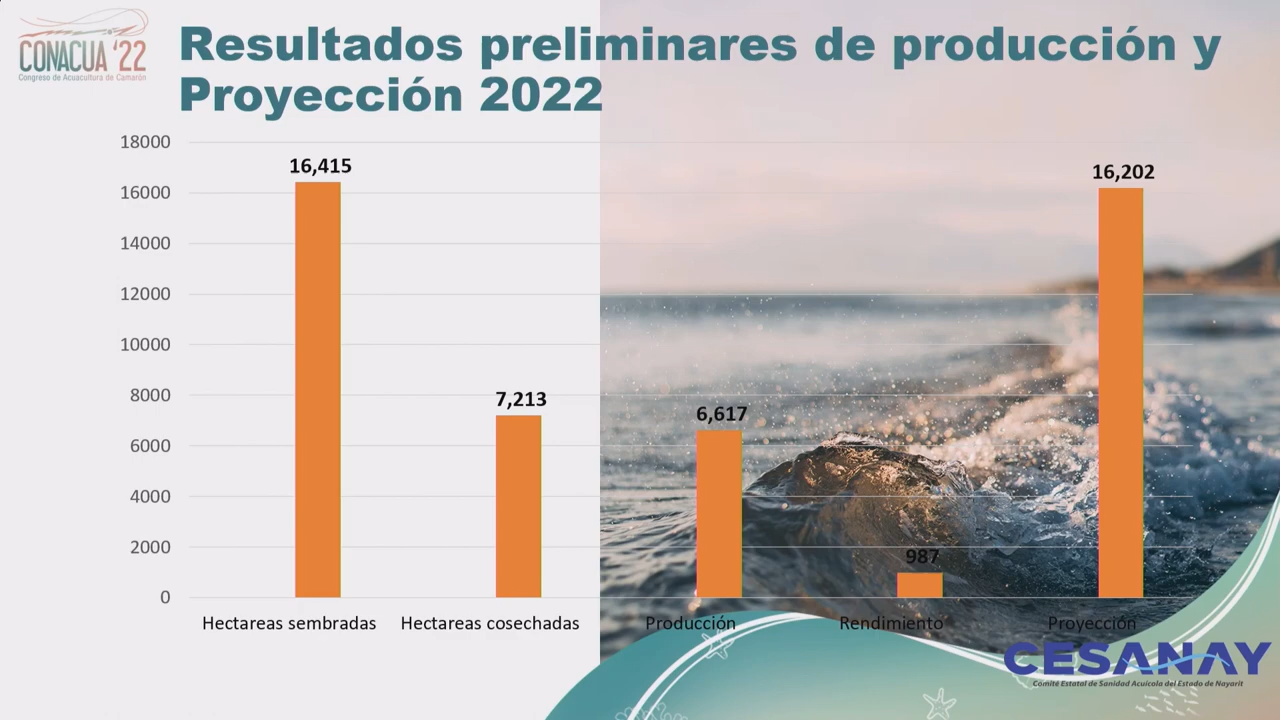 CONACUA ‘22
Congreso de Acuacultura de Camarón
Resultados preliminares de producción y
Proyección 2022
18000
16000
14000
12000
10000
8000
6000
4000
2000
0
16,415
7,213
6,617
987
16,202
Hectareas sembradas
Hectareas cosechadas
Producción
Rendimiento
Proyección
CESANAY
Comité Estatal de Sanidad Acuícola del Estado de Nayarit